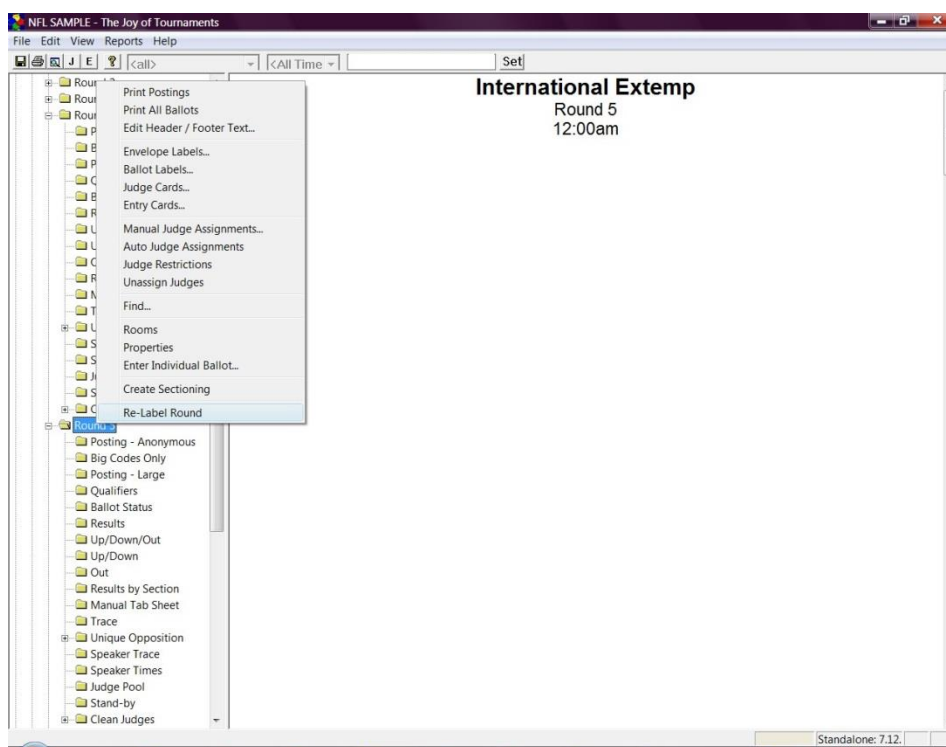 NFL SAMPLE - The Joy of Tournaments
File Edit View Reports Help
J E ? <all> <All Time Set
International Extemp
Round 5
12:00am
Print Postings
Print All Ballots
Edit Header / Footer Text...
Envelope Labels...
Ballot Labels...
Judge Cards...
Entry Cards...
Manual Judge Assignments...
Auto Judge Assignments
Judge Restrictions
Unassign Judges
Find...
Rooms
Properties
Enter Individual Ballot...
Create Sectioning
Re-Label Round
Round 5
Posting - Anonymous
Big Codes Only
Posting - Large
Qualifiers
Ballot Status
Results
Up/Down/Out
Up/Down
Out
Results by Section
Manual Tab Sheet
Trace
Unique Opposition
Speaker Trace
Speaker Times
Judge Pool
Stand-by
Clean Judges
Standalone: 7.12.